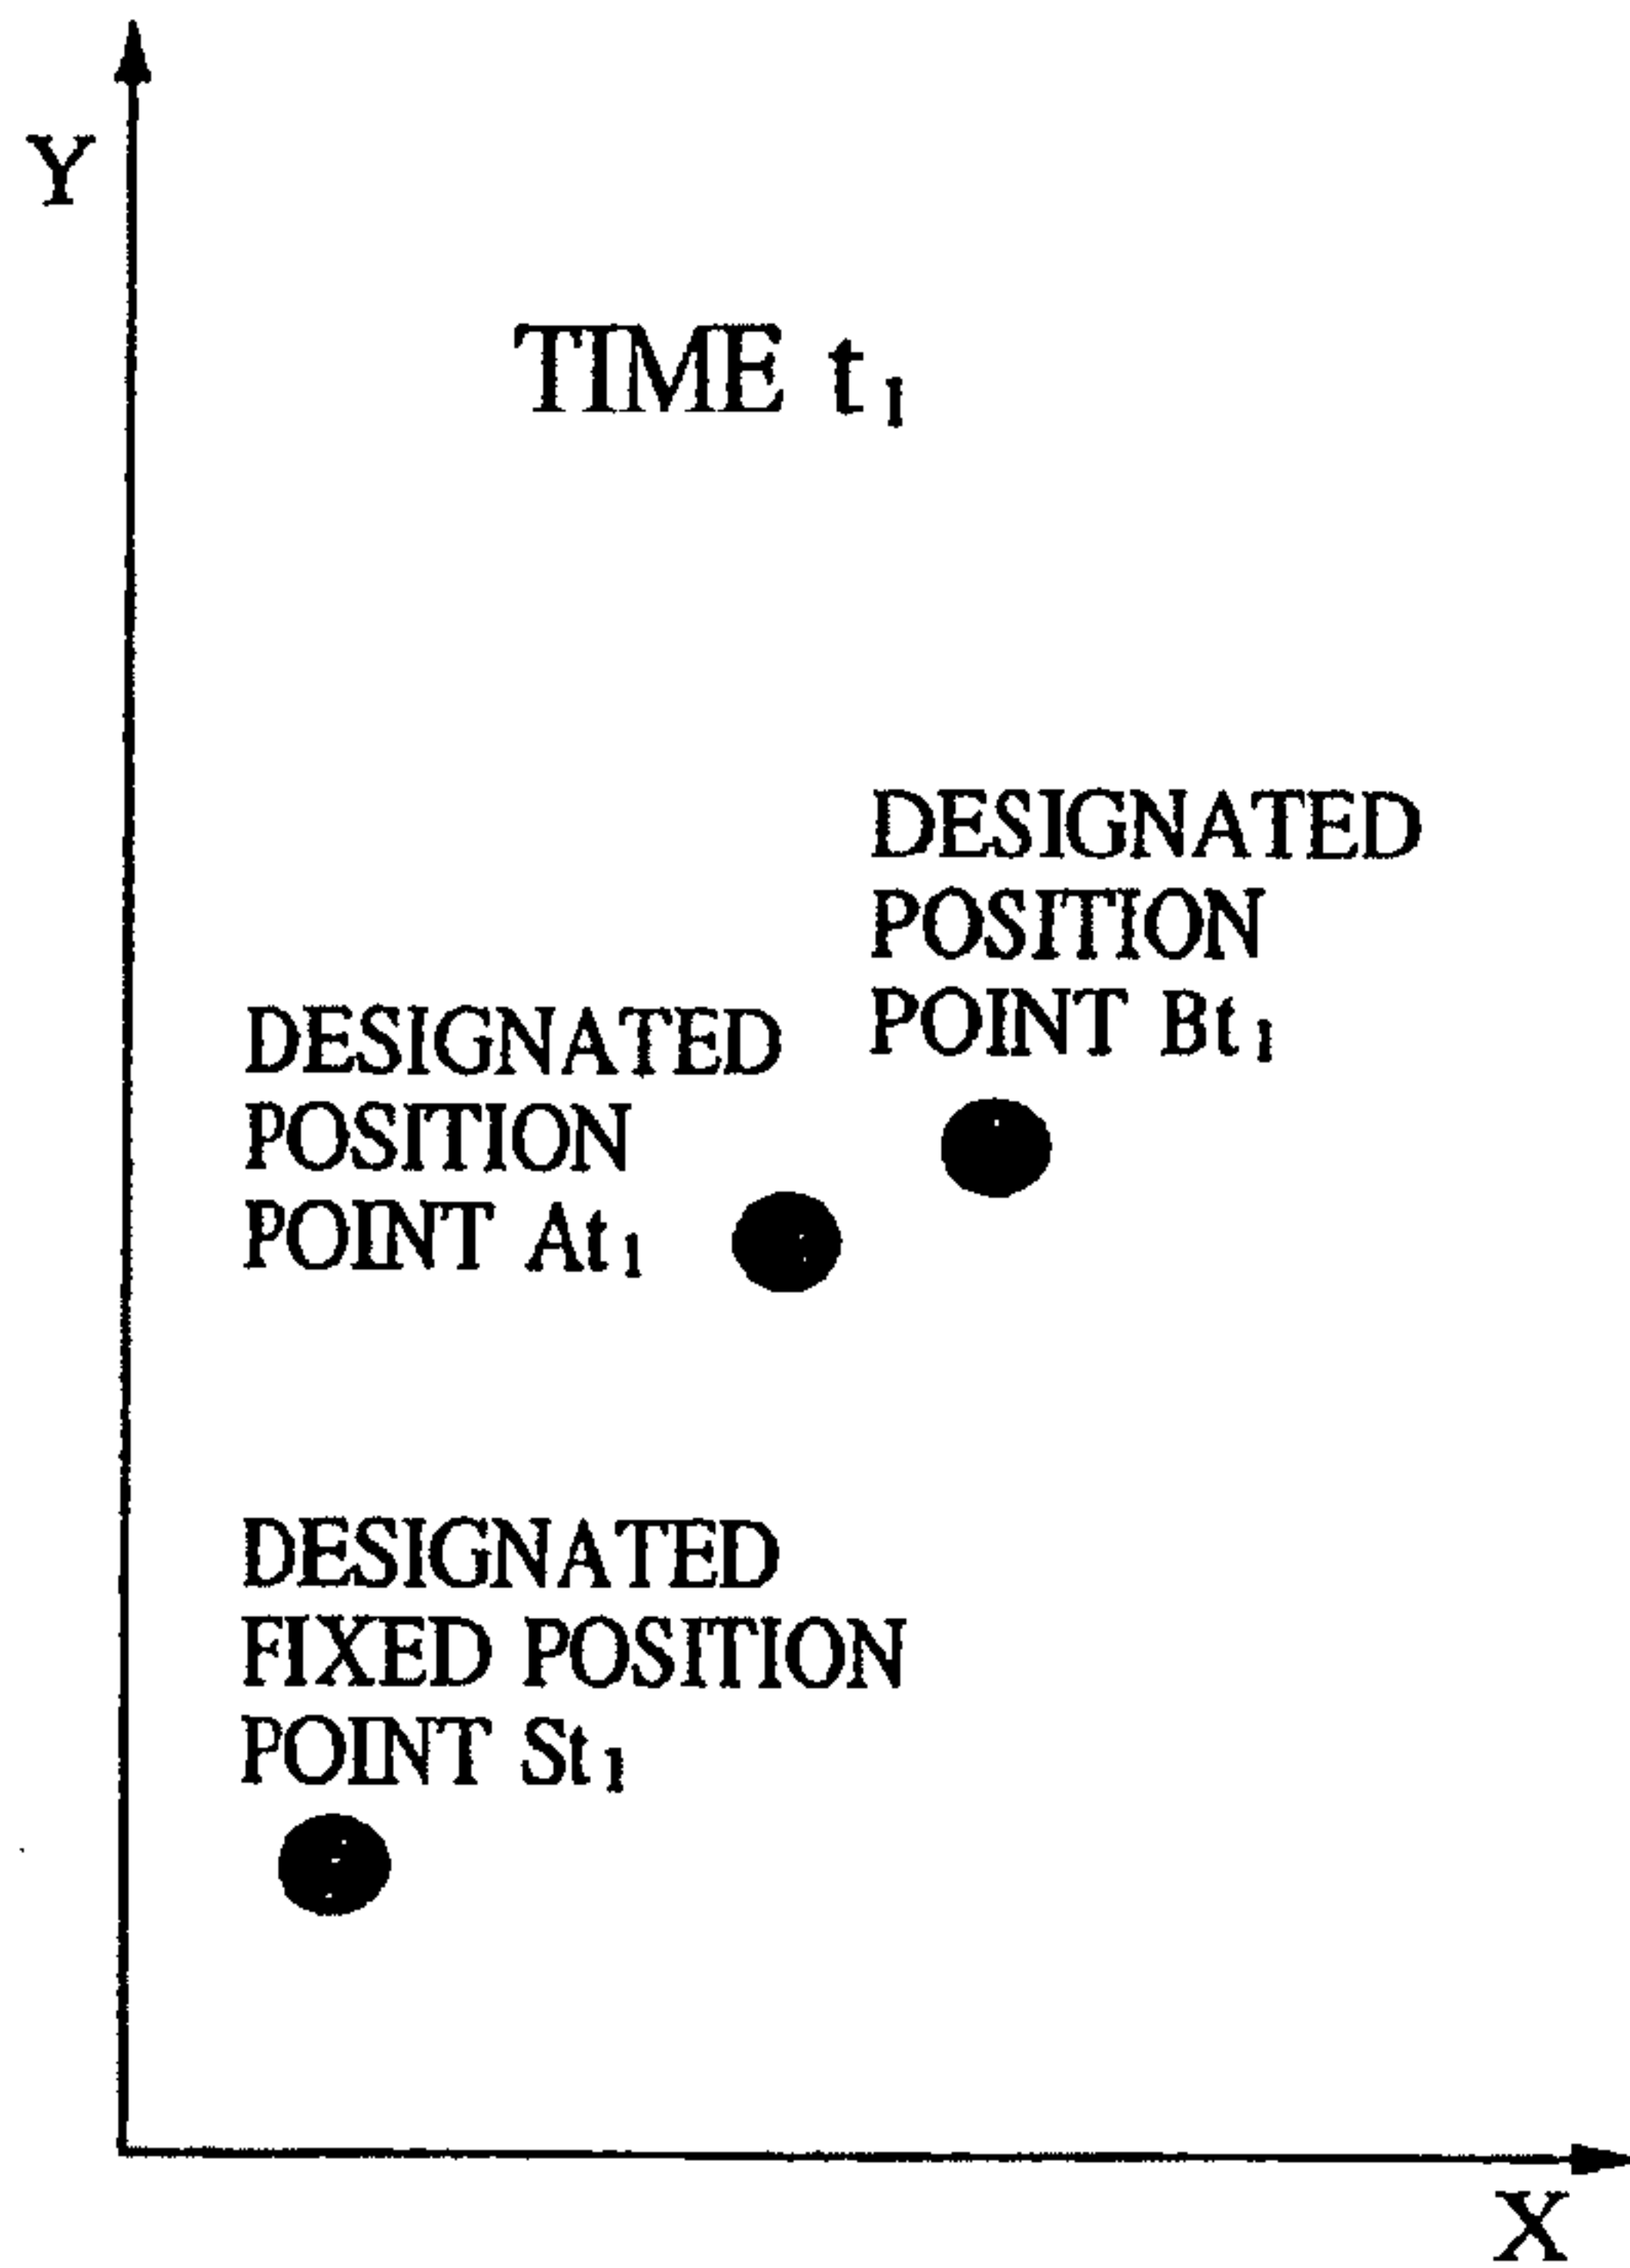 Y
TIME t₁
DESIGNATED
POSITION
POINT Bt₁
DESIGNATED
POSITION
POINT At₁
DESIGNATED
FIXED POSITION
POINT St₁
X